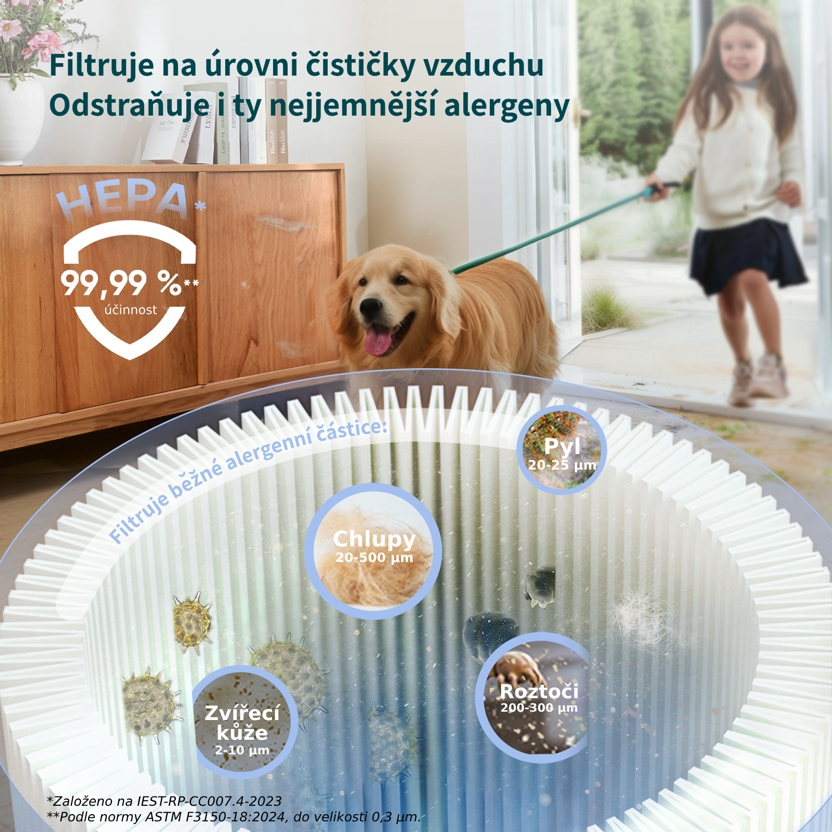 Filtruje na úrovni čističky vzduchu
Odstraňuje i ty nejjemnější alergeny
HEPA*
99,99 %**
účinnost
Filtruje běžné alergenní částice:
Pyl
20-25 µm
Chlupy
20-500 µm
Roztoči
200-300 µm
Zvířecí
kůže
2-10 µm
*Založeno na IEST-RP-CC007.4-2023
**Podle normy ASTM F3150-18:2024, do velikosti 0,3 µm.